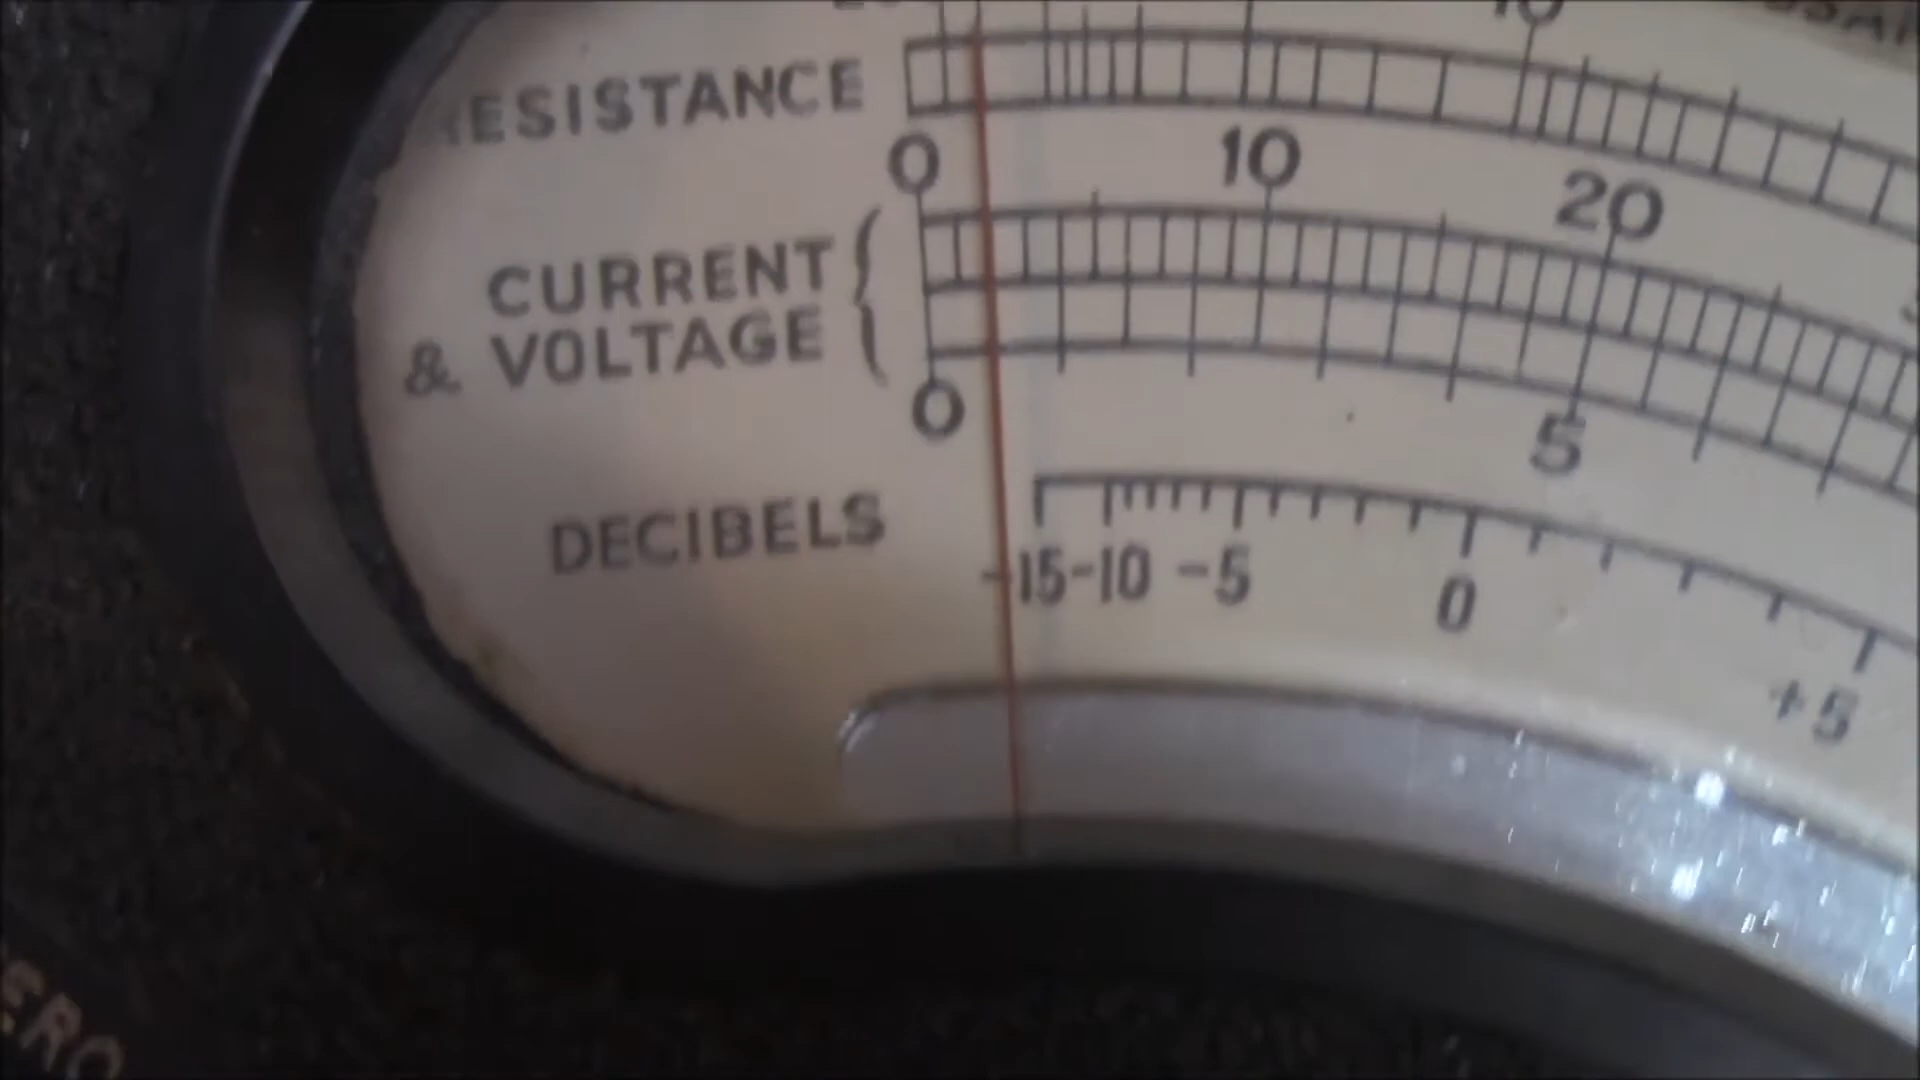 RESISTANCE
0 10 20
CURRENT
& VOLTAGE
0 5
DECIBELS
-15 -10 -5 0 +5